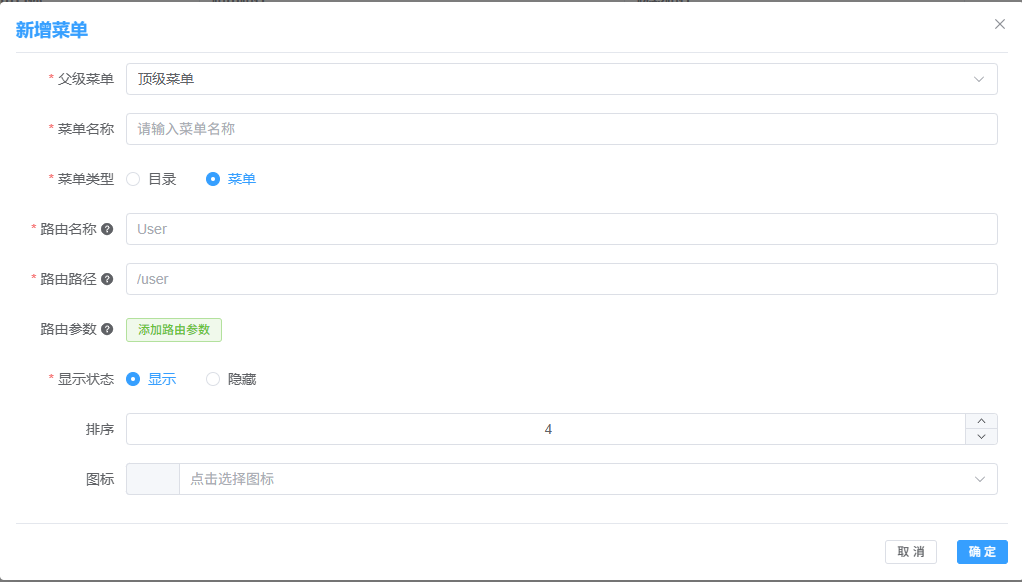 新增菜单
* 父级菜单 顶级菜单
* 菜单名称 请输入菜单名称
* 菜单类型 目录 菜单
* 路由名称 ? User
* 路由路径 ? /user
路由参数 ? 添加路由参数
* 显示状态 显示 隐藏
排序 4
图标 点击选择图标
取 消 确 定